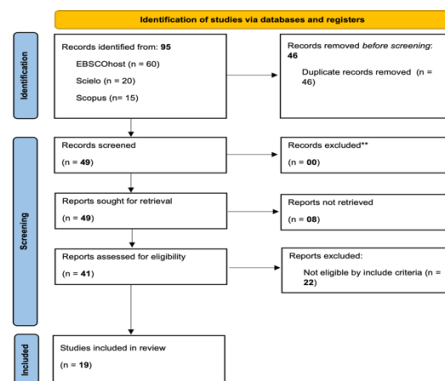 Identification of studies via databases and registers
Identification
Records identified from: 95
EBSCOhost (n = 60)
Scielo (n = 20)
Scopus (n= 15)
Records removed before screening:
46
Duplicate records removed (n =
46)
Screening
Records screened
(n = 49)
Records excluded**
(n = 00)
Reports sought for retrieval
(n = 49)
Reports not retrieved
(n = 08)
Reports assessed for eligibility
(n = 41)
Reports excluded:
Not eligible by include criteria (n =
22)
Included
Studies included in review
(n = 19)